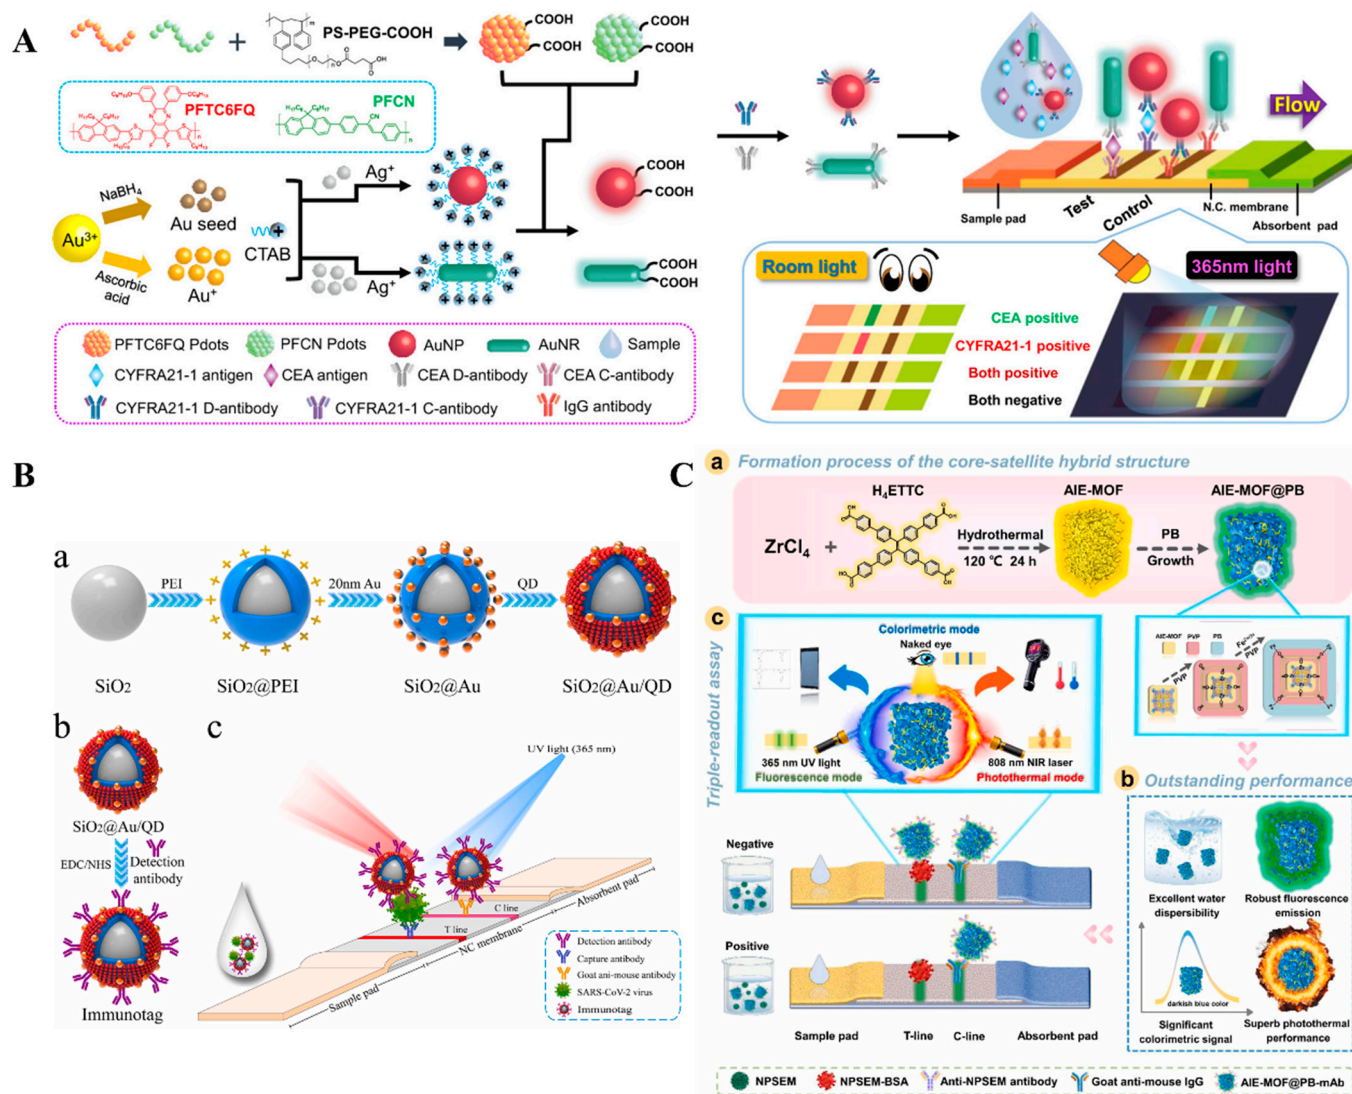 A
PS-PEG-COOH
COOH
COOH
COOH
COOH
PFTC6FQ
PFCN
CN
NaBH₄
Au seed
Au³⁺
Ascorbic
acid
Au⁺
CTAB
Ag⁺
Ag⁺
COOH
COOH
COOH
COOH
PFTC6FQ Pdots
PFCN Pdots
AuNP
AuNR
Sample
CYFRA21-1 antigen
CEA antigen
CEA D-antibody
CEA C-antibody
CYFRA21-1 D-antibody
CYFRA21-1 C-antibody
IgG antibody
Flow
Sample pad
Test
Control
N.C. membrane
Absorbent pad
Room light
365nm light
CEA positive
CYFRA21-1 positive
Both positive
Both negative
B
a
PEI
20nm Au
QD
SiO₂
SiO₂@PEI
SiO₂@Au
SiO₂@Au/QD
b
SiO₂@Au/QD
EDC/NHS
Detection
antibody
Immunotag
c
UV light (365 nm)
C line
T line
Absorbent pad
NC membrane
Sample pad
Detection antibody
Capture antibody
Goat ani-mouse antibody
SARS-CoV-2 virus
Immunotag
C
a Formation process of the core-satellite hybrid structure
H₄ETTC
AIE-MOF
AIE-MOF@PB
ZrCl₄ +
Hydrothermal
120 ℃ 24 h
PB
Growth
AIE-MOF PVP PB
PVP
Fe²⁺/³⁺
PVP
c
Triple-readout assay
Colorimetric mode
Naked eye
365 nm UV light
Fluorescence mode
808 nm NIR laser
Photothermal mode
b Outstanding performance
Excellent water
dispersibility
Robust fluorescence
emission
darkish blue color
Significant
colorimetric signal
Superb photothermal
performance
Negative
Positive
Sample pad
T-line
C-line
Absorbent pad
NPSEM
NPSEM-BSA
Anti-NPSEM antibody
Goat anti-mouse IgG
AIE-MOF@PB-mAb